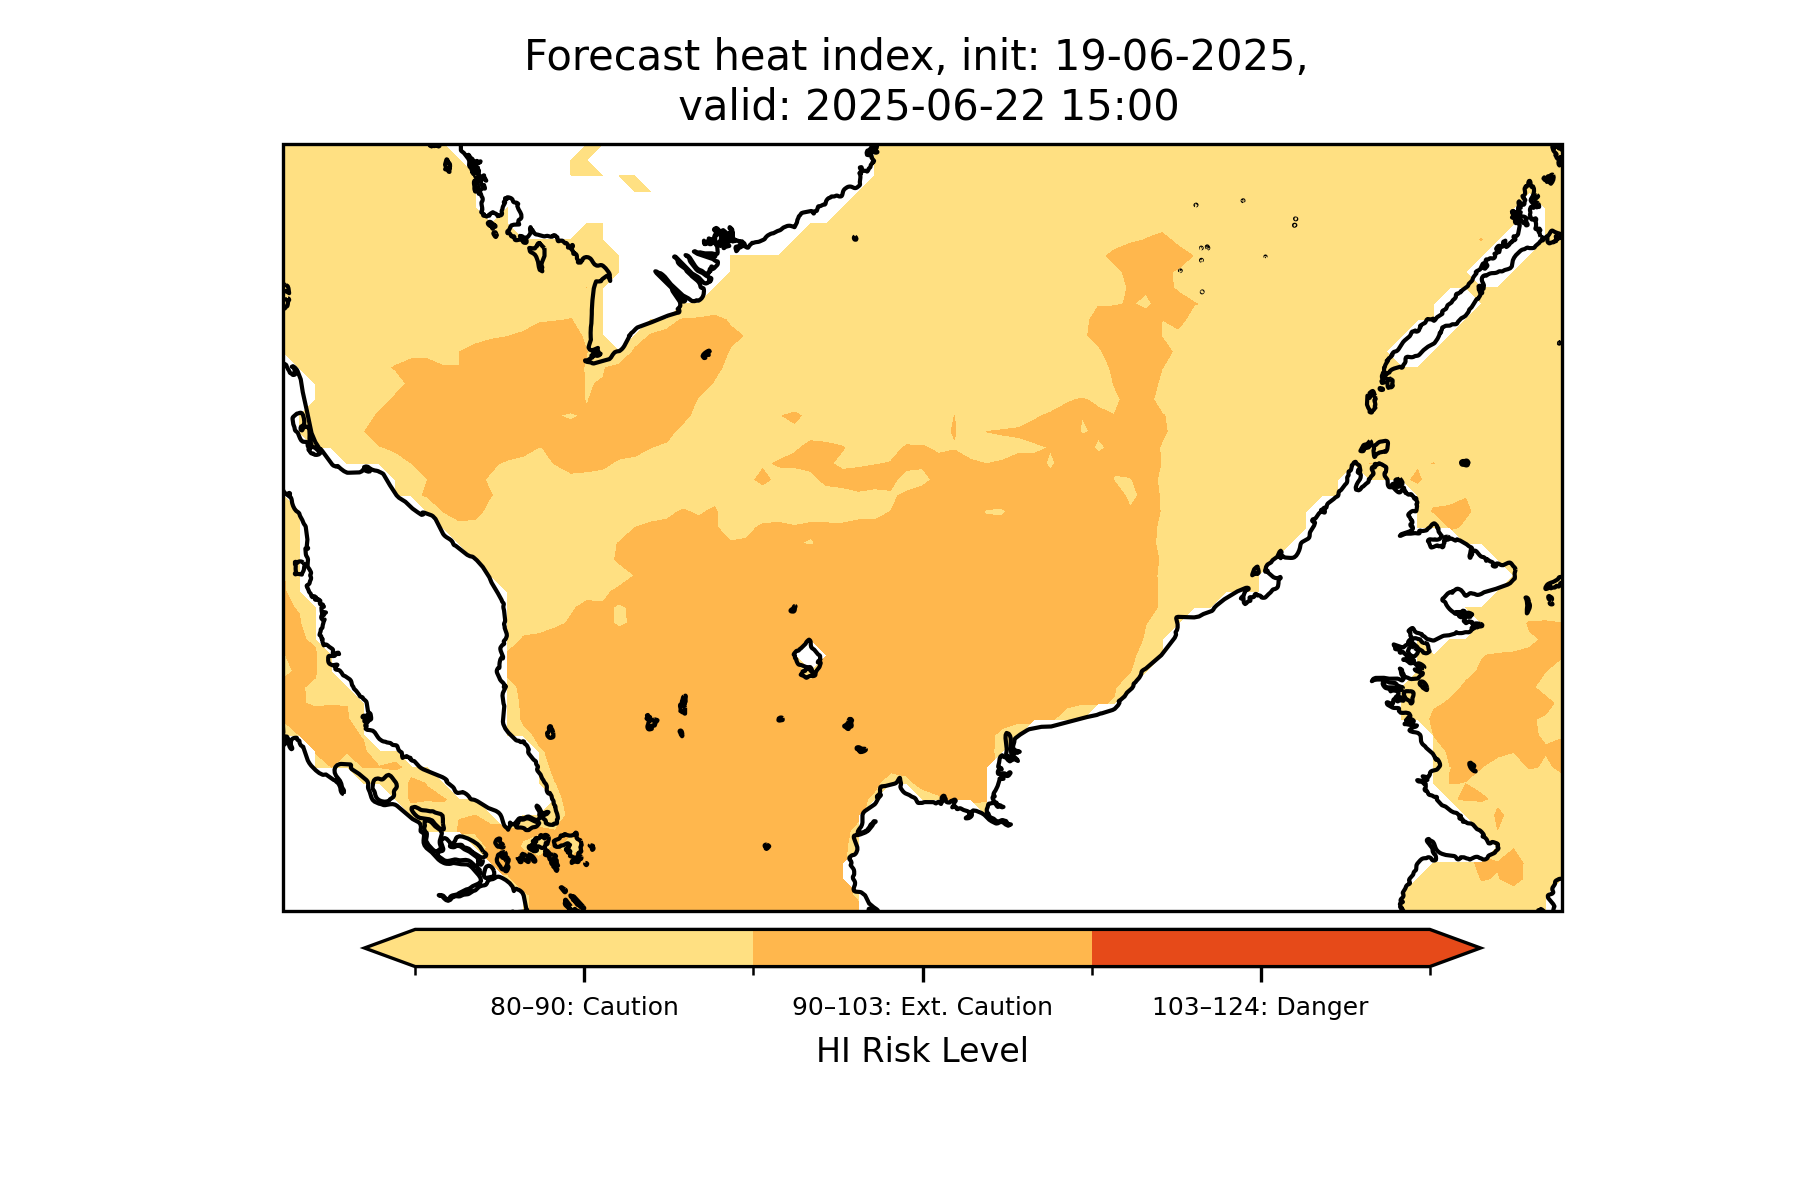 Forecast heat index, init: 19-06-2025,
valid: 2025-06-22 15:00
80–90: Caution
90–103: Ext. Caution
103–124: Danger
HI Risk Level